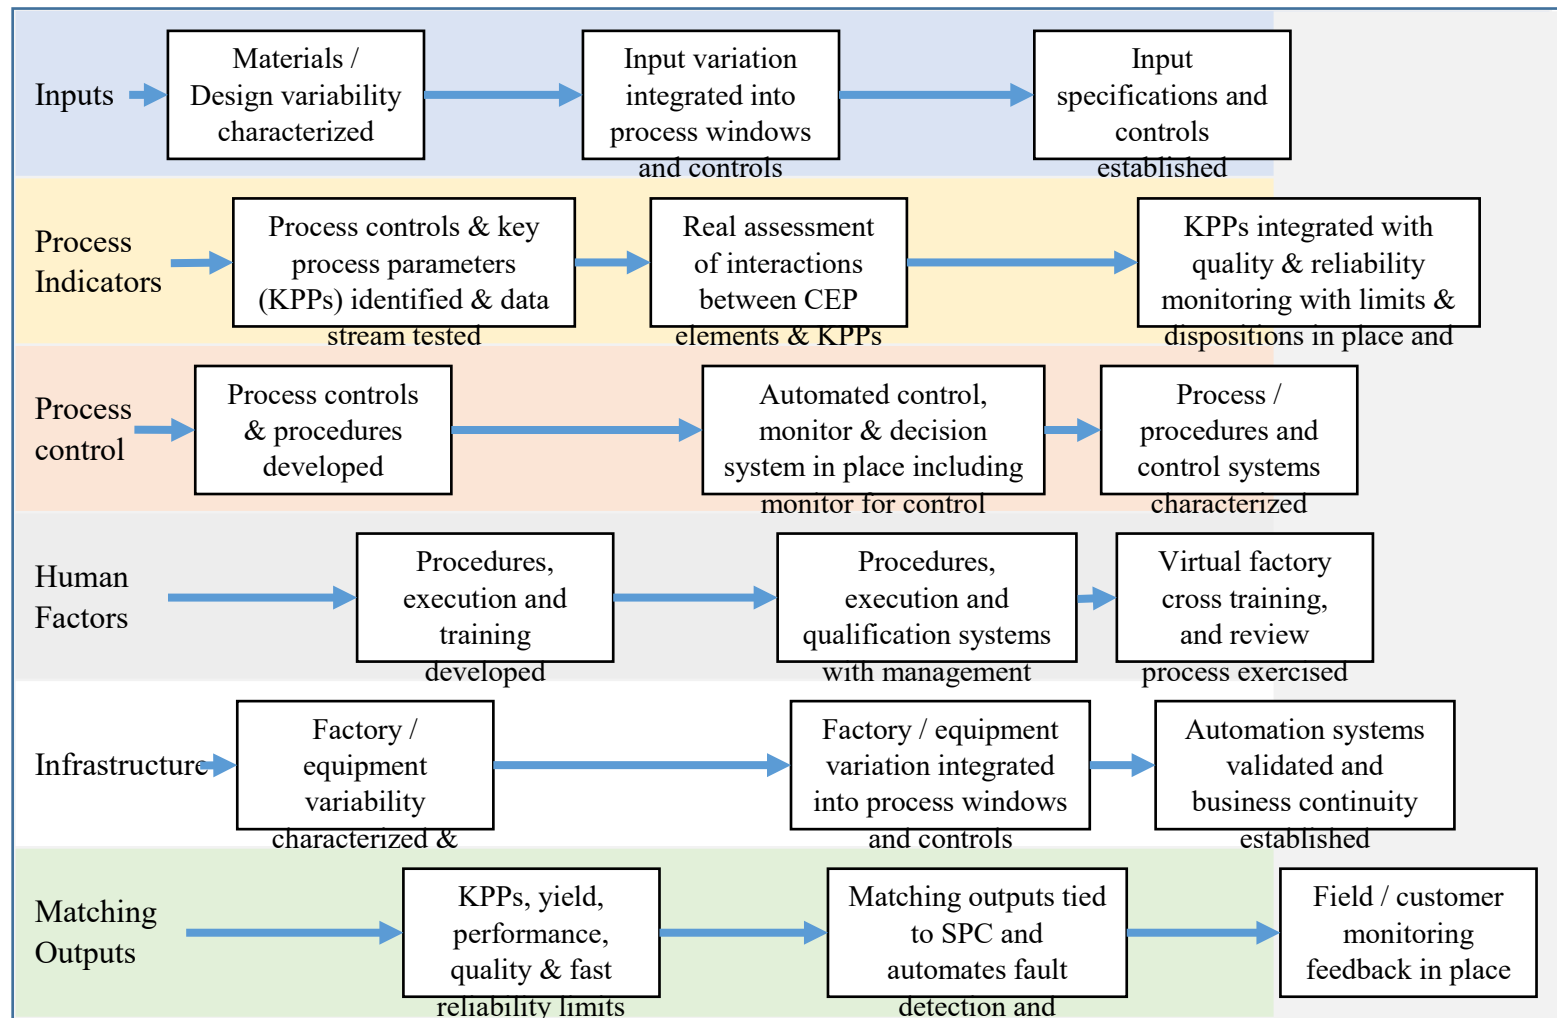 Inputs
Materials /
Design variability
characterized
Input variation
integrated into
process windows
and controls
Input
specifications and
controls
established
Process
Indicators
Process controls & key
process parameters
(KPPs) identified & data
stream tested
Real assessment
of interactions
between CEP
elements & KPPs
KPPs integrated with
quality & reliability
monitoring with limits &
dispositions in place and
Process
control
Process controls
& procedures
developed
Automated control,
monitor & decision
system in place including
monitor for control
Process /
procedures and
control systems
characterized
Human
Factors
Procedures,
execution and
training
developed
Procedures,
execution and
qualification systems
with management
Virtual factory
cross training,
and review
process exercised
Infrastructure
Factory /
equipment
variability
characterized &
Factory / equipment
variation integrated
into process windows
and controls
Automation systems
validated and
business continuity
established
Matching
Outputs
KPPs, yield,
performance,
quality & fast
reliability limits
Matching outputs tied
to SPC and
automates fault
detection and
Field / customer
monitoring
feedback in place